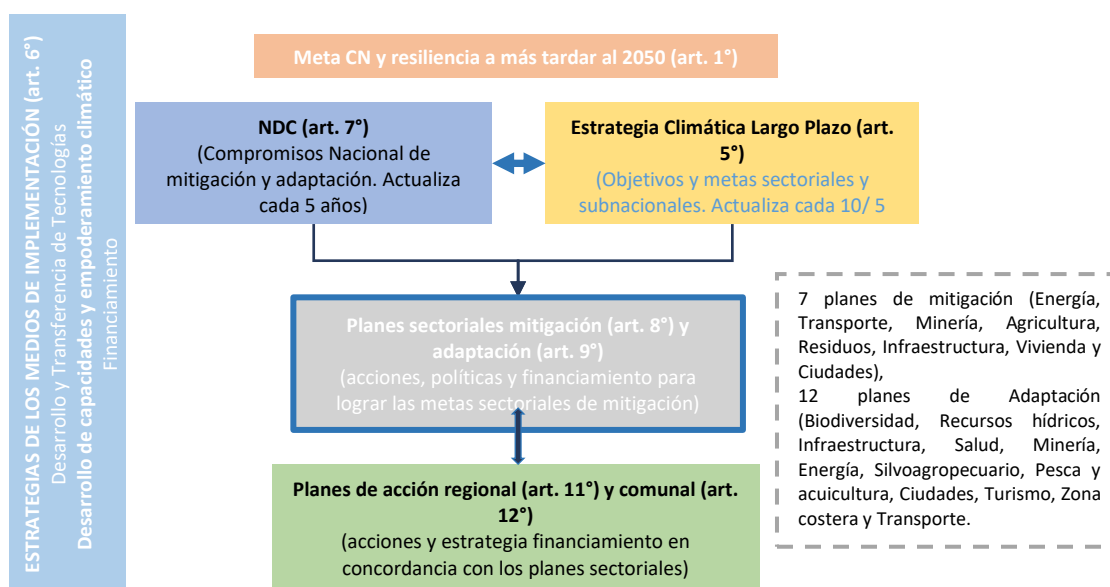 ESTRATEGIAS DE LOS MEDIOS DE IMPLEMENTACIÓN (art. 6°)
Desarrollo y Transferencia de Tecnologías
Desarrollo de capacidades y empoderamiento climático
Financiamiento
Meta CN y resiliencia a más tardar al 2050 (art. 1°)
NDC (art. 7°)
(Compromisos Nacional de
mitigación y adaptación. Actualiza
cada 5 años)
Estrategia Climática Largo Plazo (art.
5°)
(Objetivos y metas sectoriales y
subnacionales. Actualiza cada 10/ 5
Planes sectoriales mitigación (art. 8°) y
adaptación (art. 9°)
(acciones, políticas y financiamiento para
lograr las metas sectoriales de mitigación)
Planes de acción regional (art. 11°) y comunal (art.
12°)
(acciones y estrategia financiamiento en
concordancia con los planes sectoriales)
7 planes de mitigación (Energía,
Transporte, Minería, Agricultura,
Residuos, Infraestructura, Vivienda y
Ciudades),
12 planes de Adaptación
(Biodiversidad, Recursos hídricos,
Infraestructura, Salud, Minería,
Energía, Silvoagropecuario, Pesca y
acuicultura, Ciudades, Turismo, Zona
costera y Transporte.